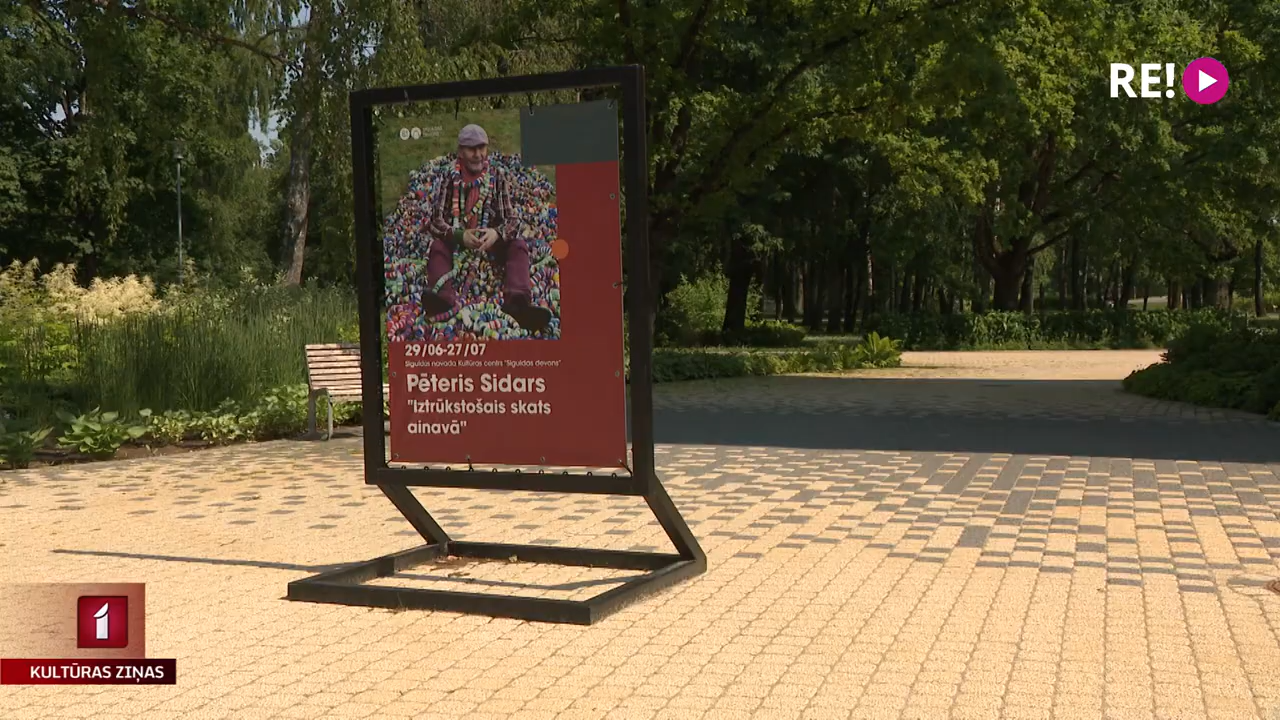 RE!
29/06-27/07
Siguldas novada Kultūras centrs "Siguldas devons"
Pēteris Sidars
"Iztrūkstošais skats
ainavā"
1
KULTŪRAS ZIŅAS